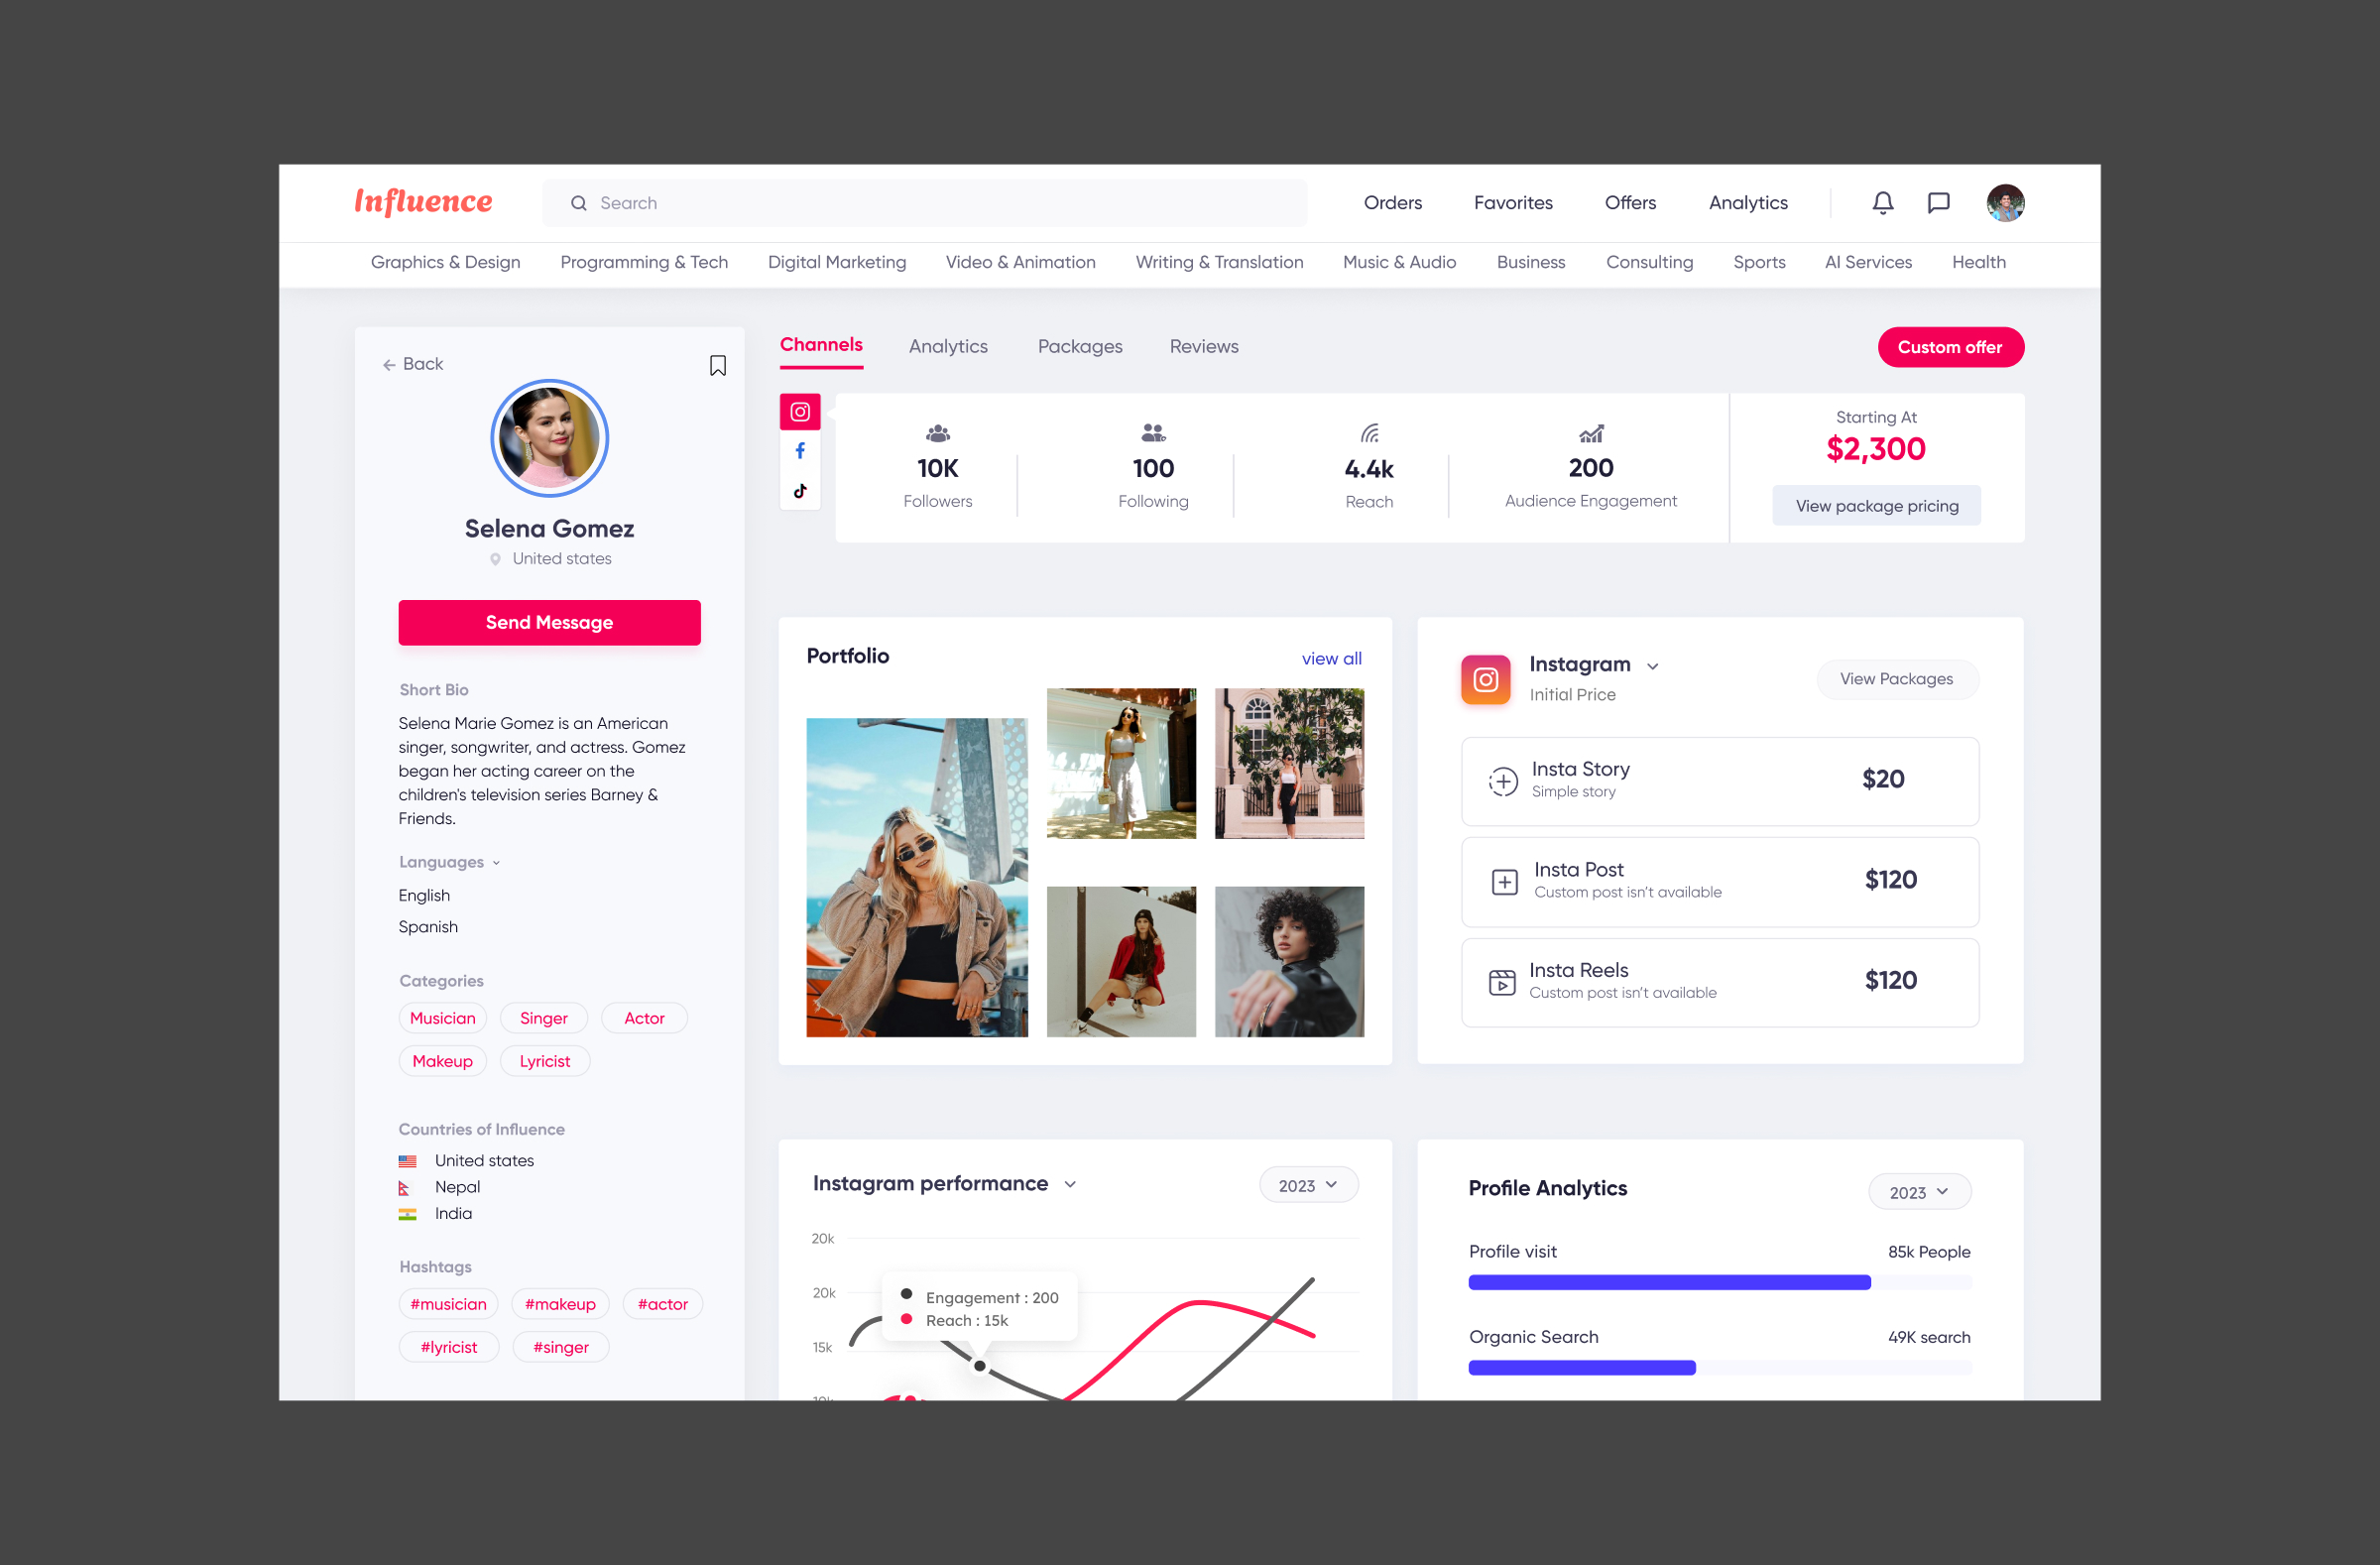 Influence
Search
Orders
Favorites
Offers
Analytics
Graphics & Design
Programming & Tech
Digital Marketing
Video & Animation
Writing & Translation
Music & Audio
Business
Consulting
Sports
AI Services
Health
Back
Selena Gomez
United states
Send Message
Short Bio
Selena Marie Gomez is an American
singer, songwriter, and actress. Gomez
began her acting career on the
children's television series Barney &
Friends.
Languages
English
Spanish
Categories
Musician
Singer
Actor
Makeup
Lyricist
Countries of Influence
United states
Nepal
India
Hashtags
#musician
#makeup
#actor
#lyricist
#singer
Channels
Analytics
Packages
Reviews
Custom offer
10K
Followers
100
Following
4.4k
Reach
200
Audience Engagement
Starting At
$2,300
View package pricing
Portfolio
view all
Instagram
Initial Price
View Packages
Insta Story
Simple story
$20
Insta Post
Custom post isn't available
$120
Insta Reels
Custom post isn't available
$120
Instagram performance
2023
20k
20k
15k
Engagement : 200
Reach : 15k
Profile Analytics
2023
Profile visit
85k People
Organic Search
49K search